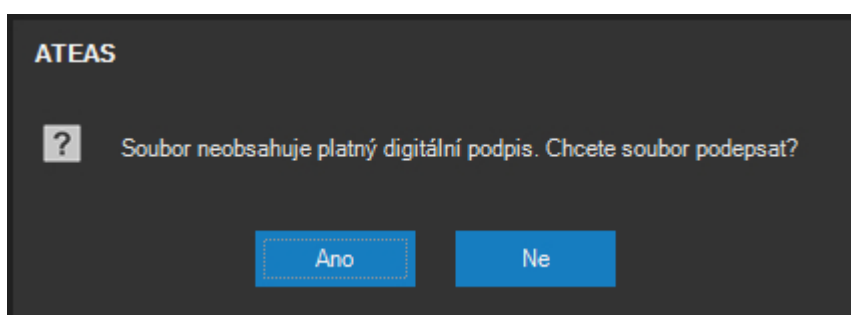 ATEAS
?
Soubor neobsahuje platný digitální podpis. Chcete soubor podepsat?
Ano
Ne